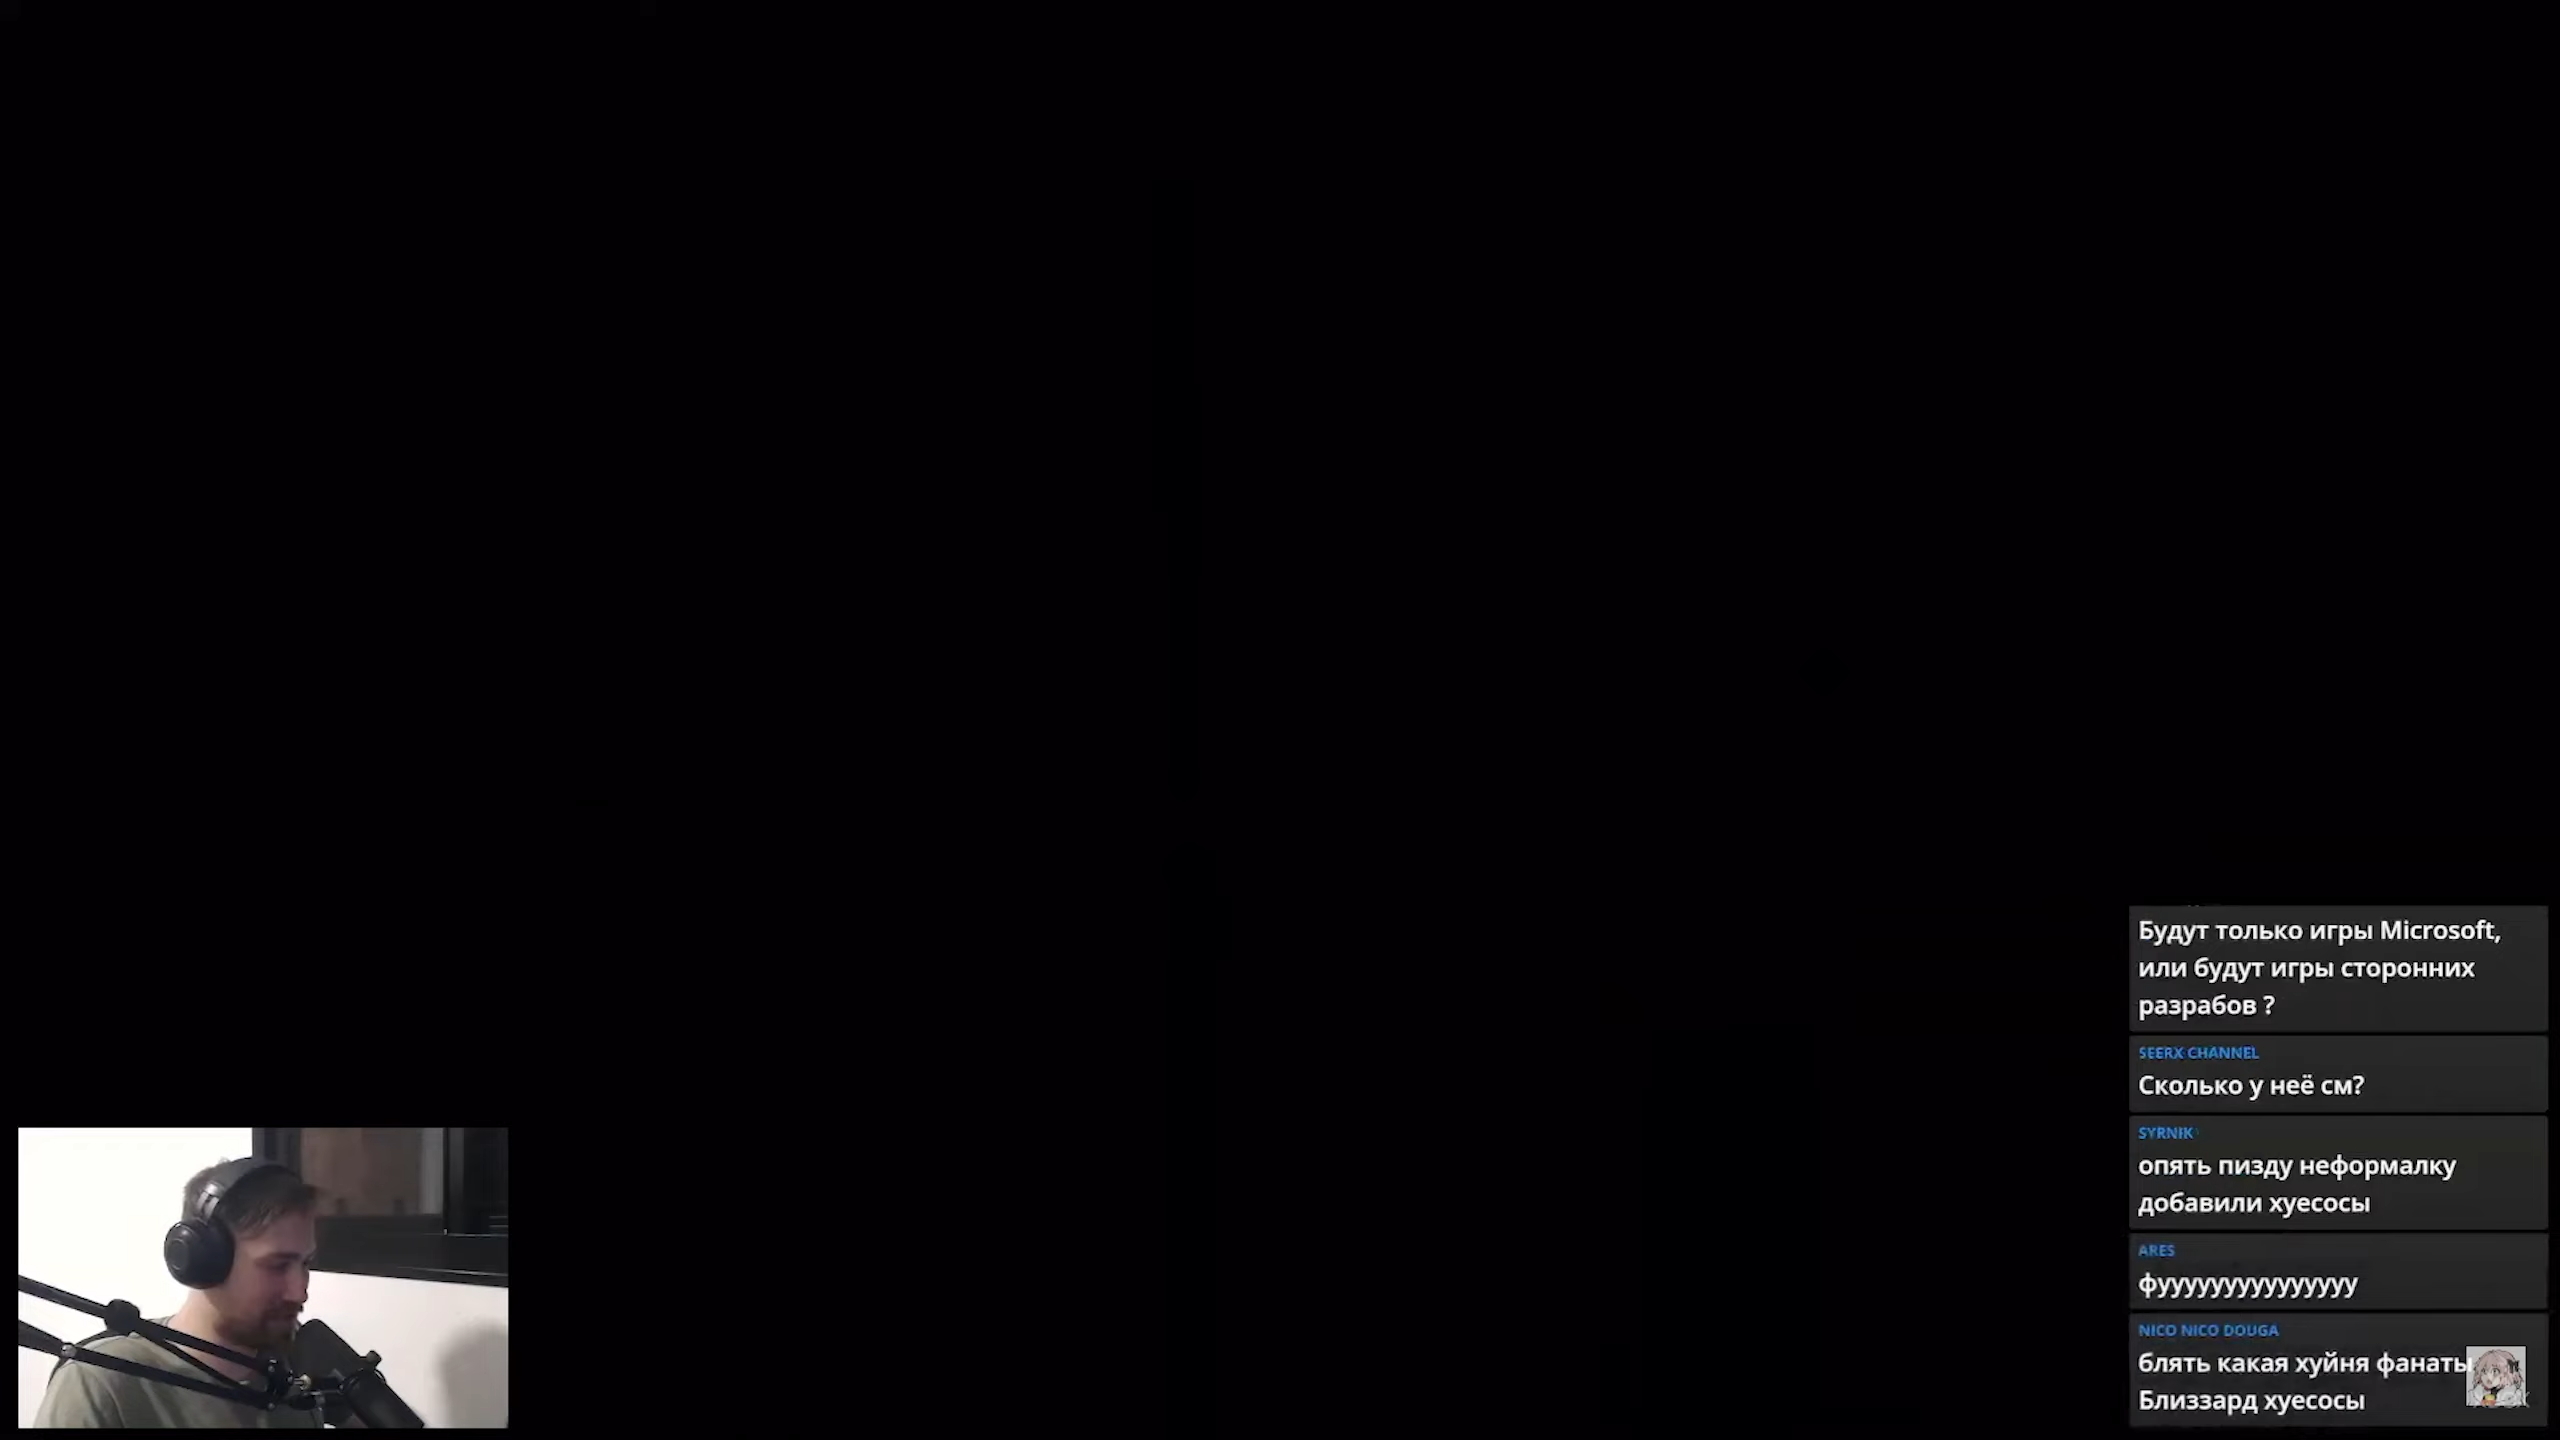 Будут только игры Microsoft,
или будут игры сторонних
разрабов ?
SEERX CHANNEL
Сколько у неё см?
SYRNIK
опять пизду неформалку
добавили хуесосы
ARES
фууууууууууууууу
NICO NICO DOUGA
блять какая хуйня фанаты
Близзард хуесосы